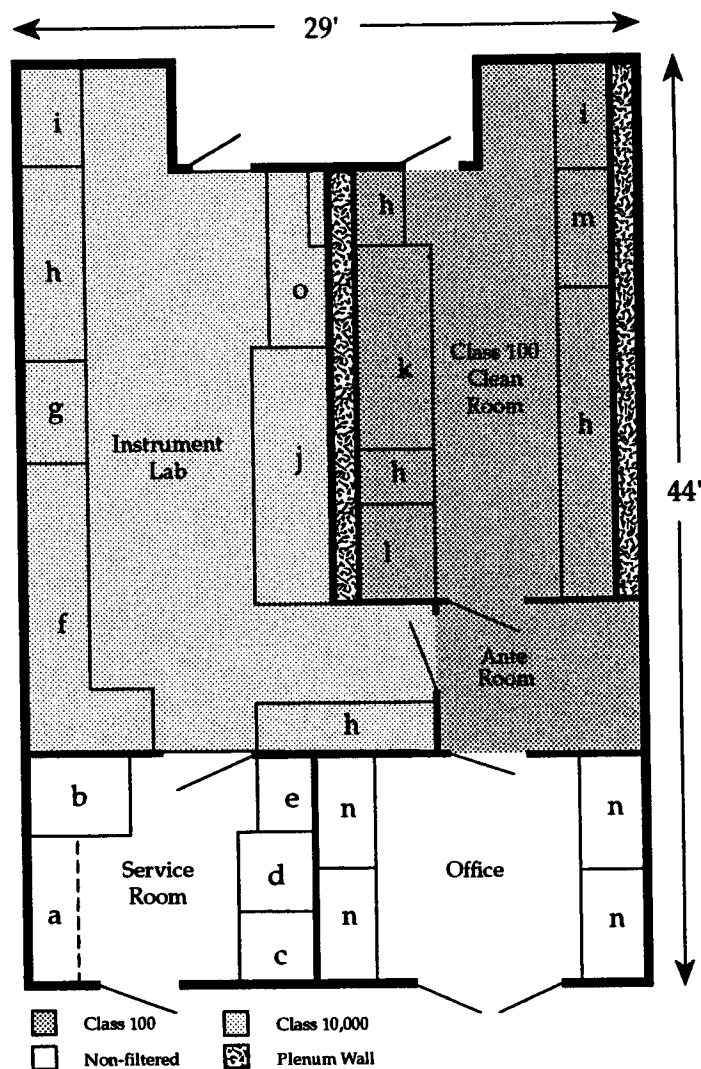 29'
i
l
h
m
h
o
Class 100
Clean
Room
k
g
h
Instrument
Lab
j
h
44'
l
f
Ante
Room
h
b
e
n
n
Service
Room
d
Office
a
n
n
c
Class 100
Class 10,000
Non-filtered
Plenum Wall